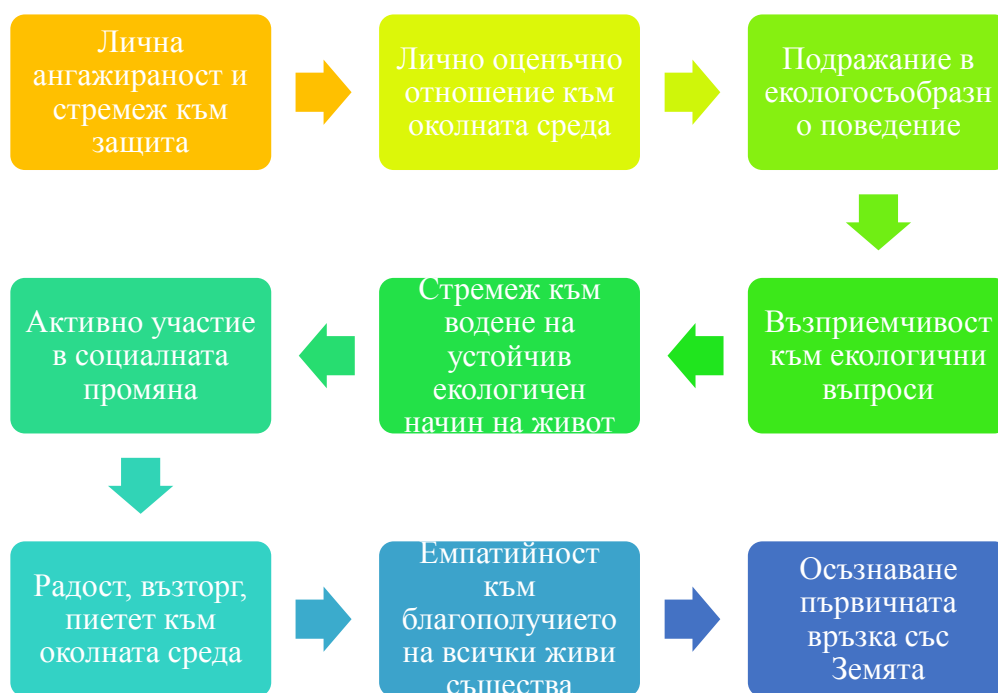 Лична
ангажираност и
стремеж към
защита
Лично оценъчно
отношение към
околната среда
Подражание в
екологосъобразн
о поведение
Възприемчивост
към екологични
въпроси
Стремеж към
водене на
устойчив
екологичен
начин на живот
Активно участие
в социалната
промяна
Радост, възторг,
пиетет към
околната среда
Емпатийност
към
благополучието
на всички живи
същества
Осъзнаване
първичната
връзка със
Земята